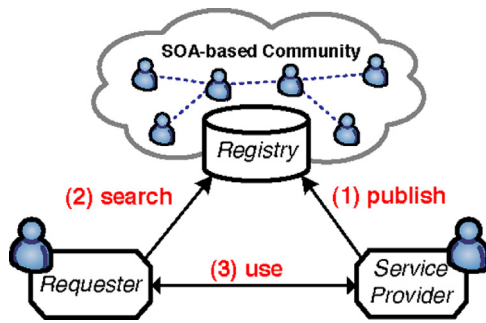 SOA-based Community
Registry
(2) search
(1) publish
(3) use
Requester
Service
Provider